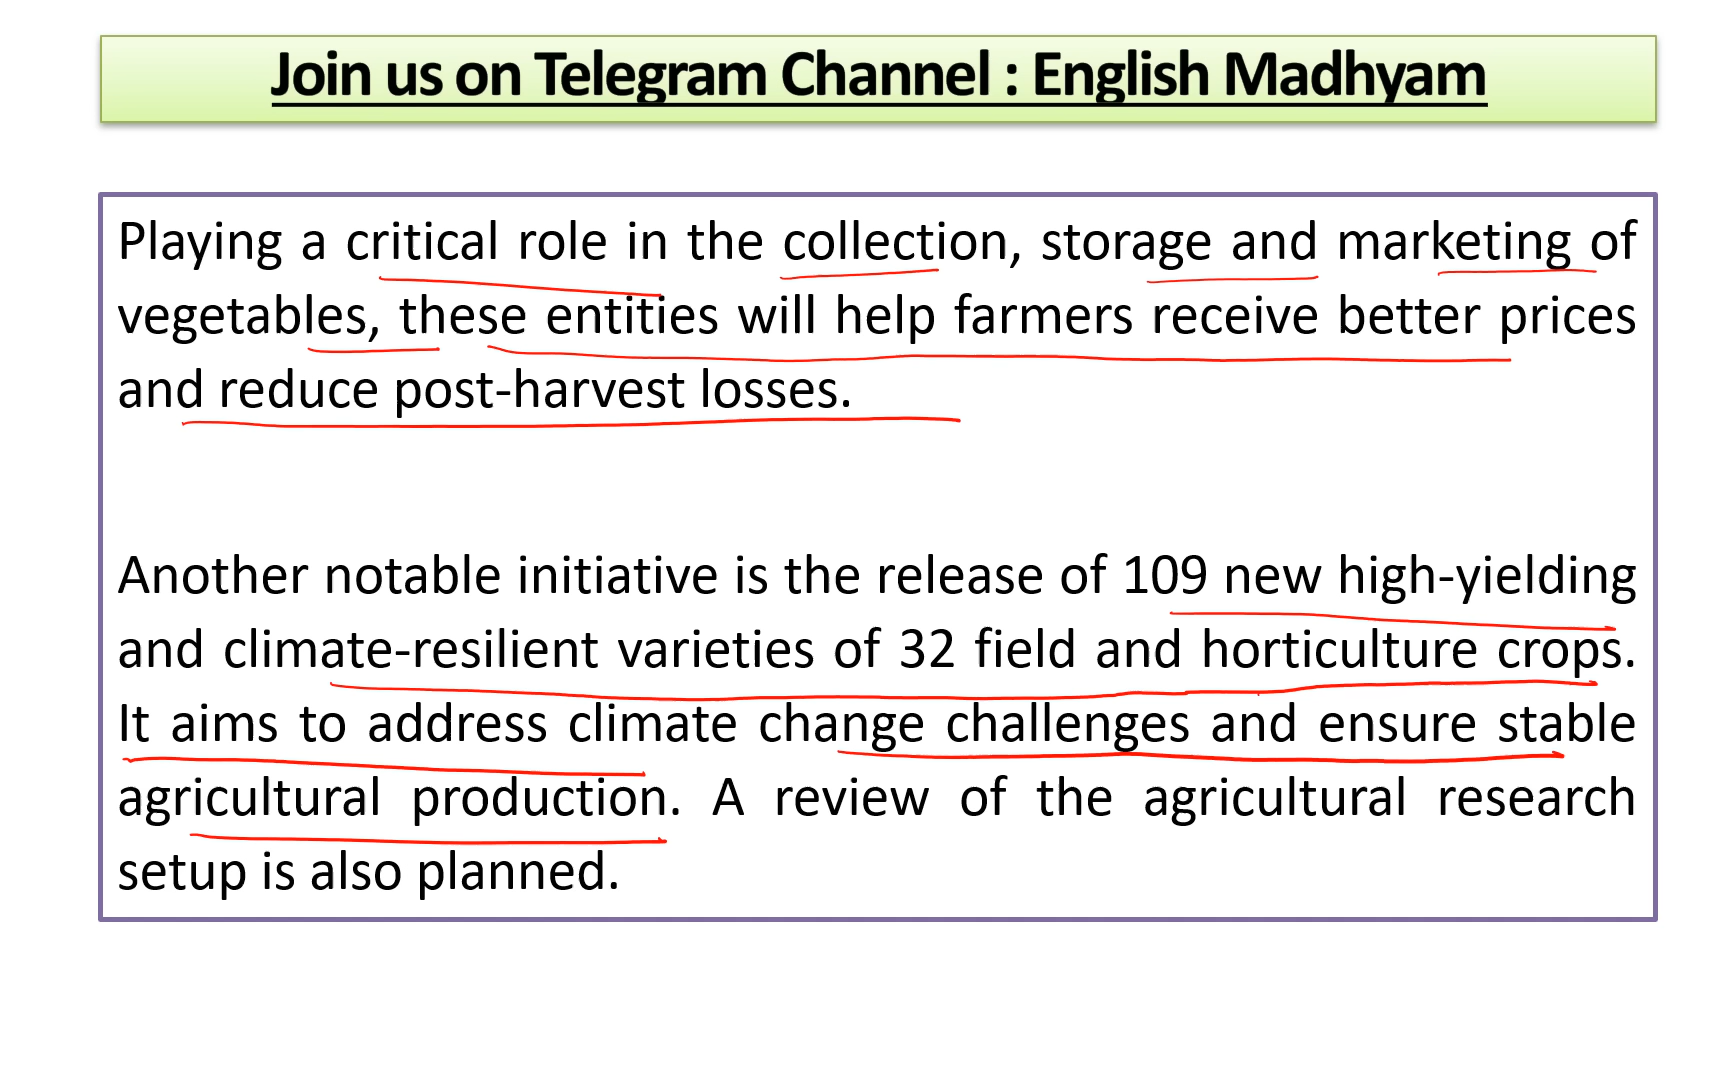 Join us on Telegram Channel : English Madhyam
Playing a critical role in the collection, storage and marketing of
vegetables, these entities will help farmers receive better prices
and reduce post-harvest losses.
Another notable initiative is the release of 109 new high-yielding
and climate-resilient varieties of 32 field and horticulture crops.
It aims to address climate change challenges and ensure stable
agricultural production. A review of the agricultural research
setup is also planned.